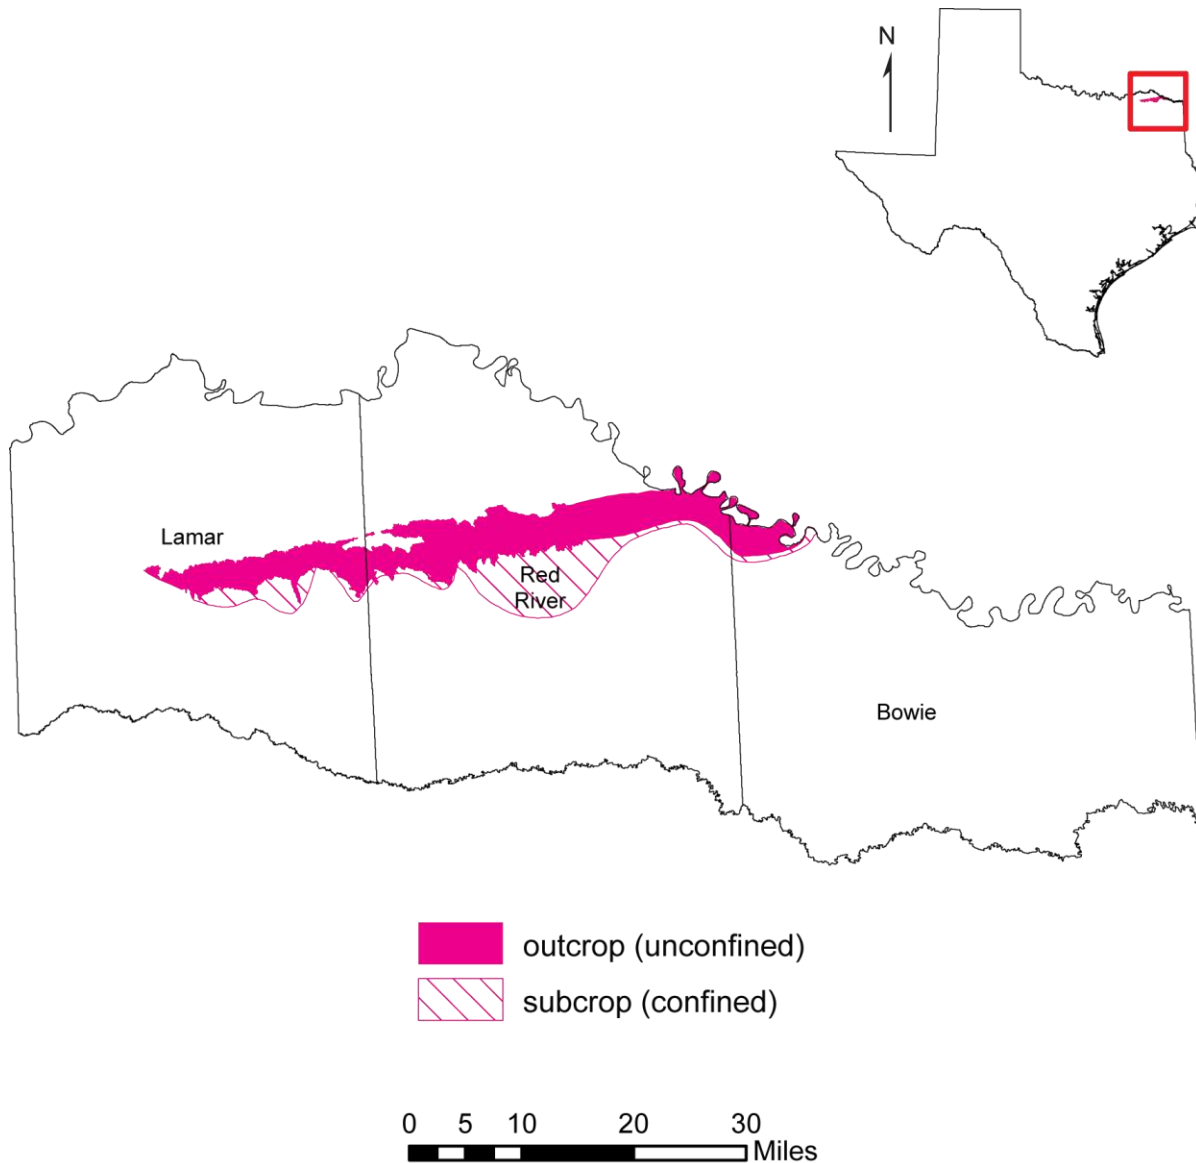 N
Lamar
Red
River
Bowie
outcrop (unconfined)
subcrop (confined)
0 5 10 20 30
Miles